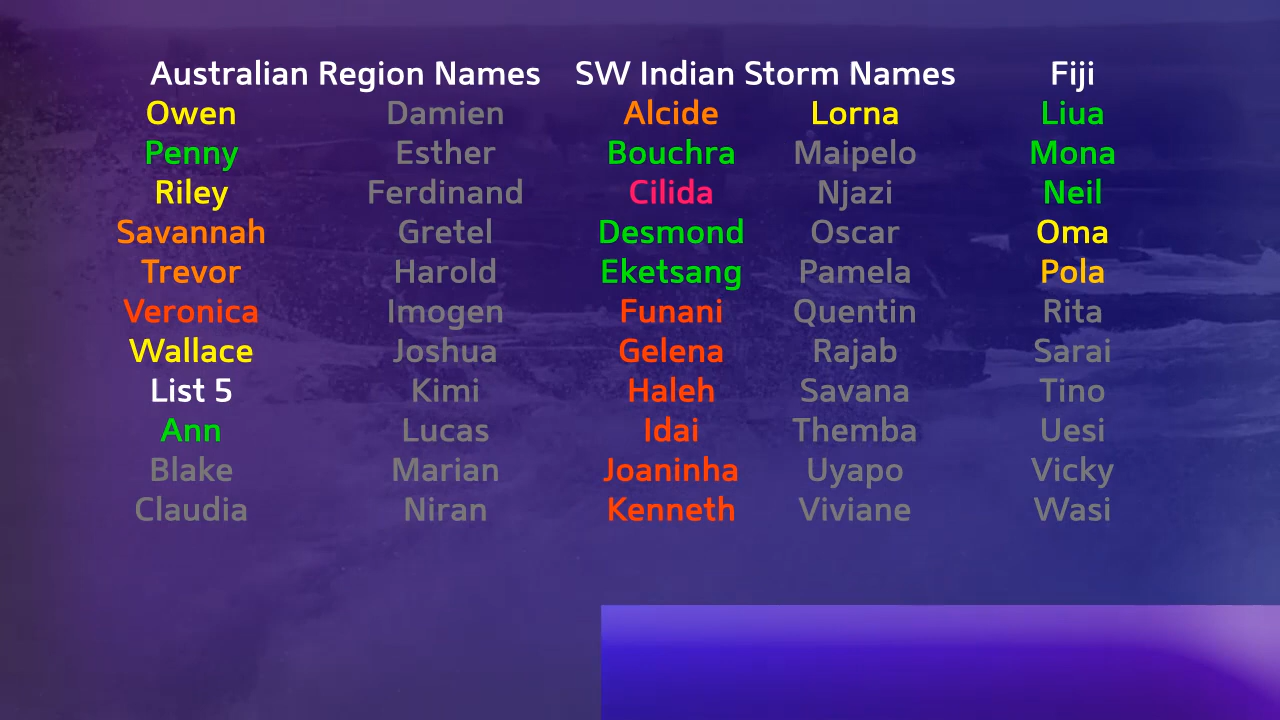 Australian Region Names SW Indian Storm Names Fiji
Owen Damien Alcide Lorna Liua
Penny Esther Bouchra Maipelo Mona
Riley Ferdinand Cilida Njazi Neil
Savannah Gretel Desmond Oscar Oma
Trevor Harold Eketsang Pamela Pola
Veronica Imogen Funani Quentin Rita
Wallace Joshua Gelena Rajab Sarai
List 5 Kimi Haleh Savana Tino
Ann Lucas Idai Themba Uesi
Blake Marian Joaninha Uyapo Vicky
Claudia Niran Kenneth Viviane Wasi